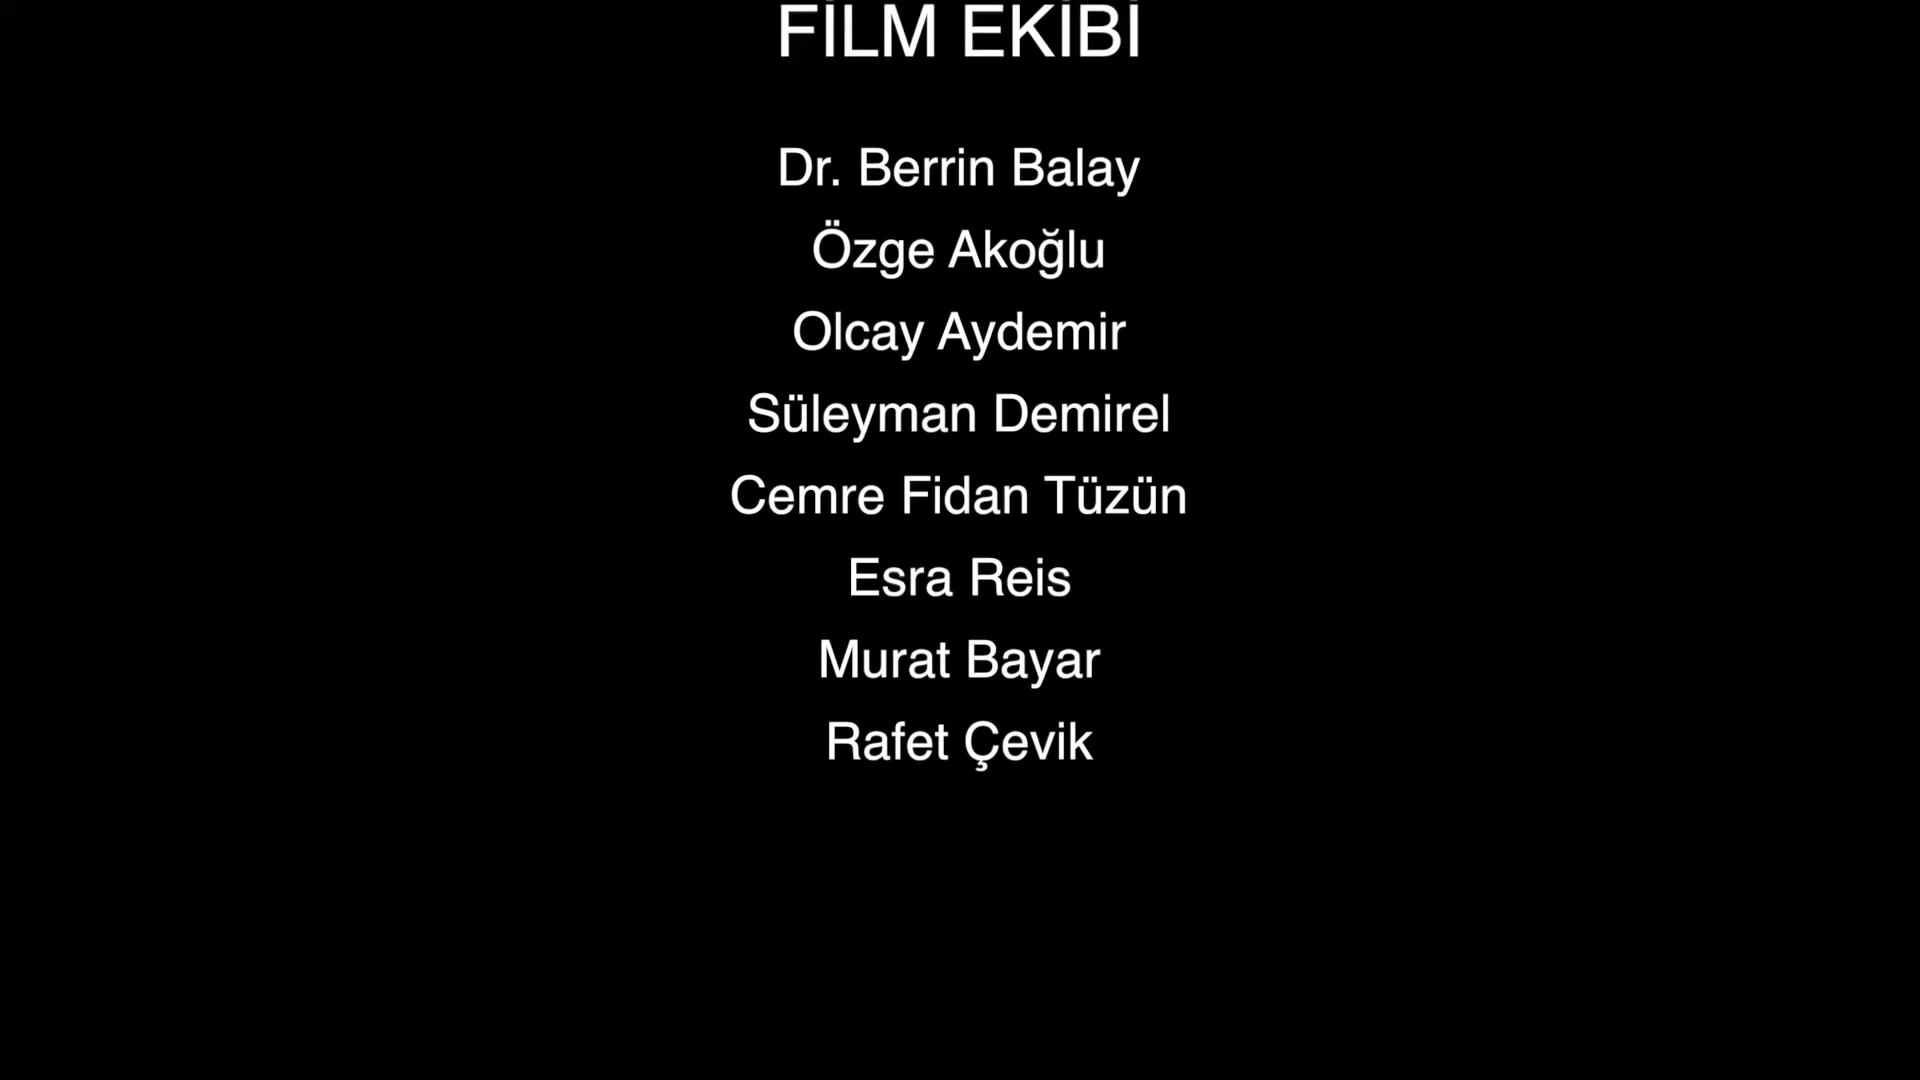 FİLM EKİBİ
Dr. Berrin Balay
Özge Akoğlu
Olcay Aydemir
Süleyman Demirel
Cemre Fidan Tüzün
Esra Reis
Murat Bayar
Rafet Çevik